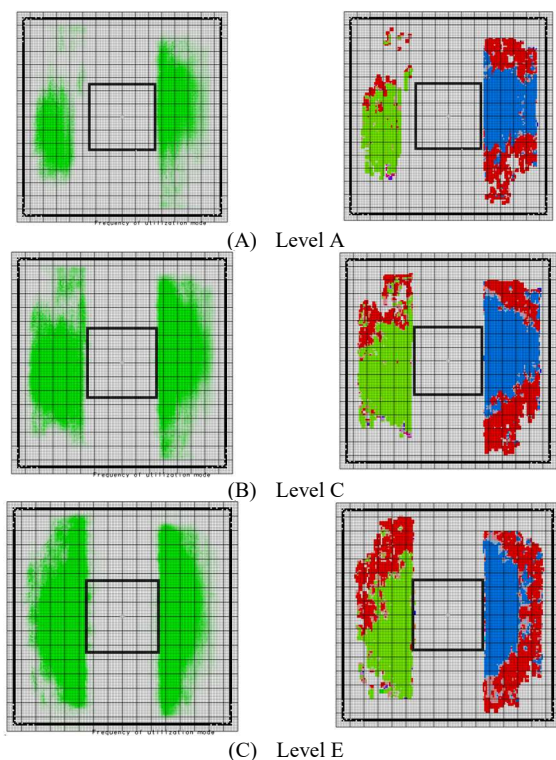 Frequency of utilization mode
(A) Level A
Frequency of utilization mode
(B) Level C
Frequency of utilization mode
(C) Level E